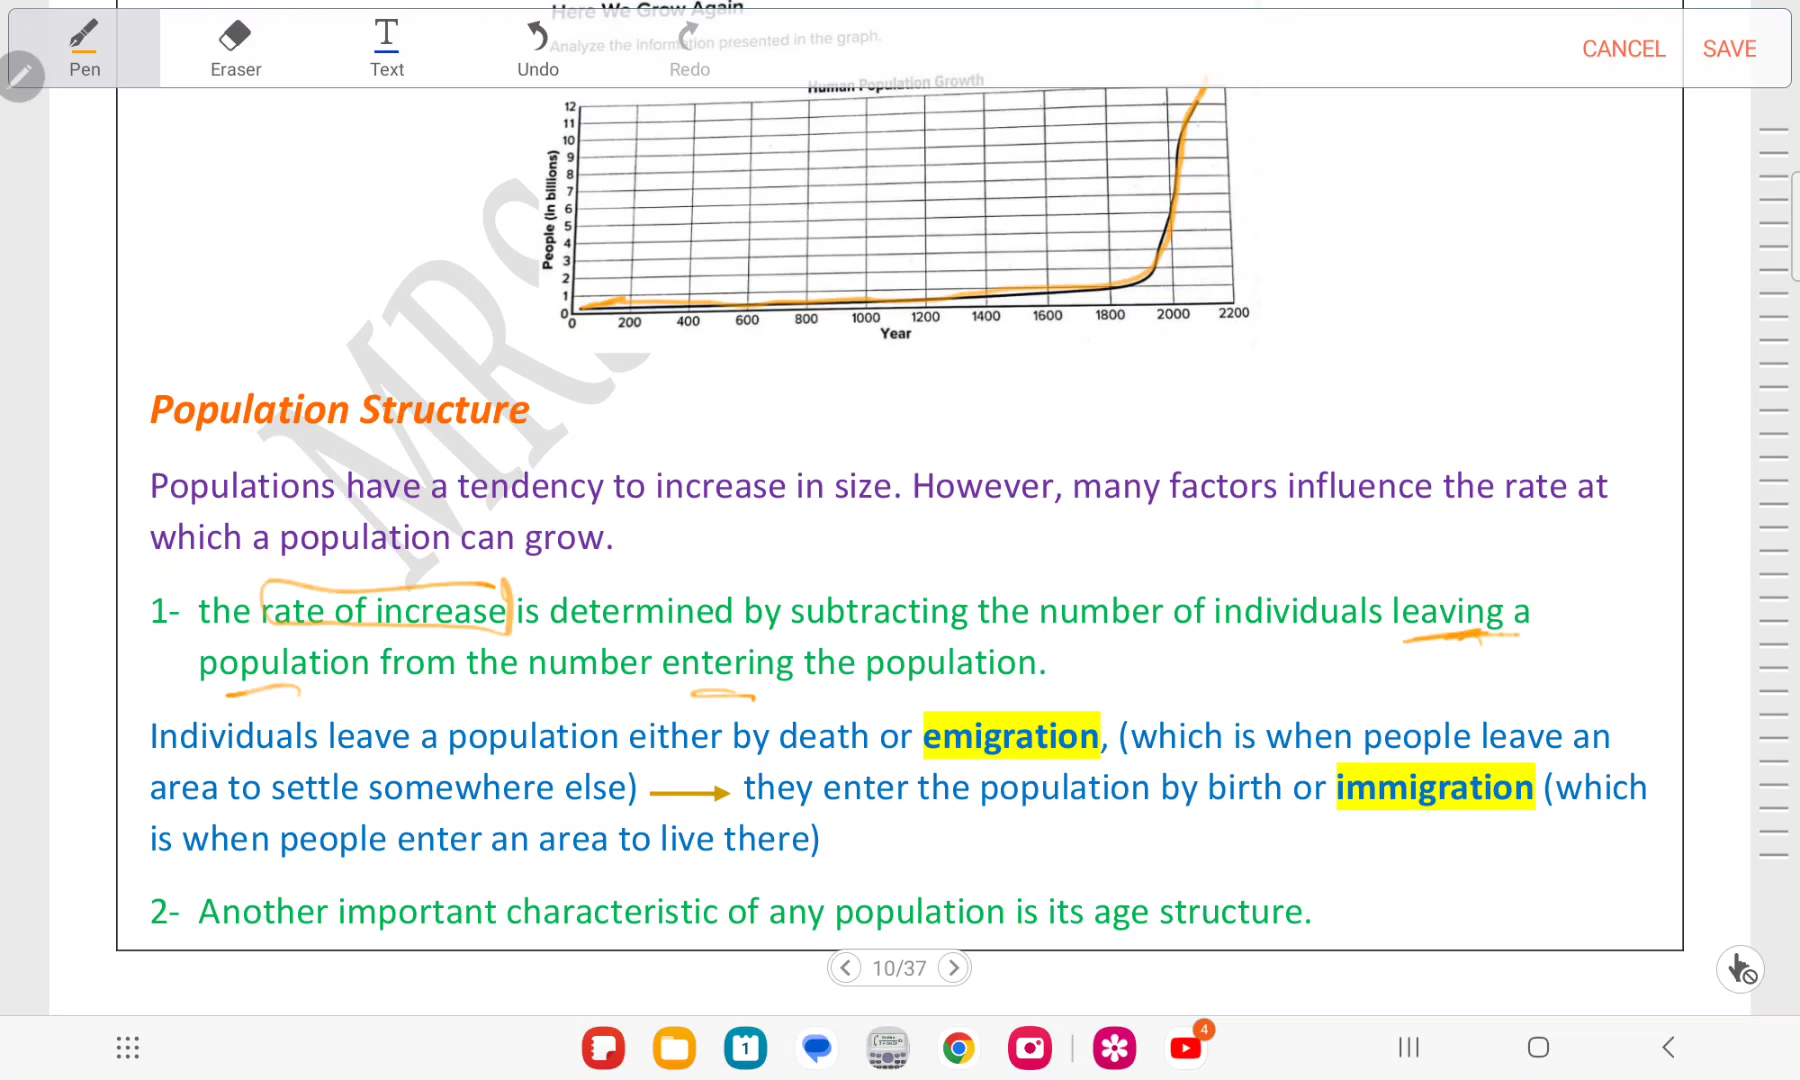 Here We Grow Again
Analyze the information presented in the graph.
Pen
Eraser
Text
Undo
Redo
CANCEL
SAVE
Human Population Growth
People (In billions)
12
11
10
9
8
7
6
5
4
3
2
1
0
0 200 400 600 800 1000 1200 1400 1600 1800 2000 2200
Year
MRS
Population Structure
Populations have a tendency to increase in size. However, many factors influence the rate at
which a population can grow.
1- the rate of increase is determined by subtracting the number of individuals leaving a
population from the number entering the population.
Individuals leave a population either by death or emigration, (which is when people leave an
area to settle somewhere else) they enter the population by birth or immigration (which
is when people enter an area to live there)
2- Another important characteristic of any population is its age structure.
10/37
1
4